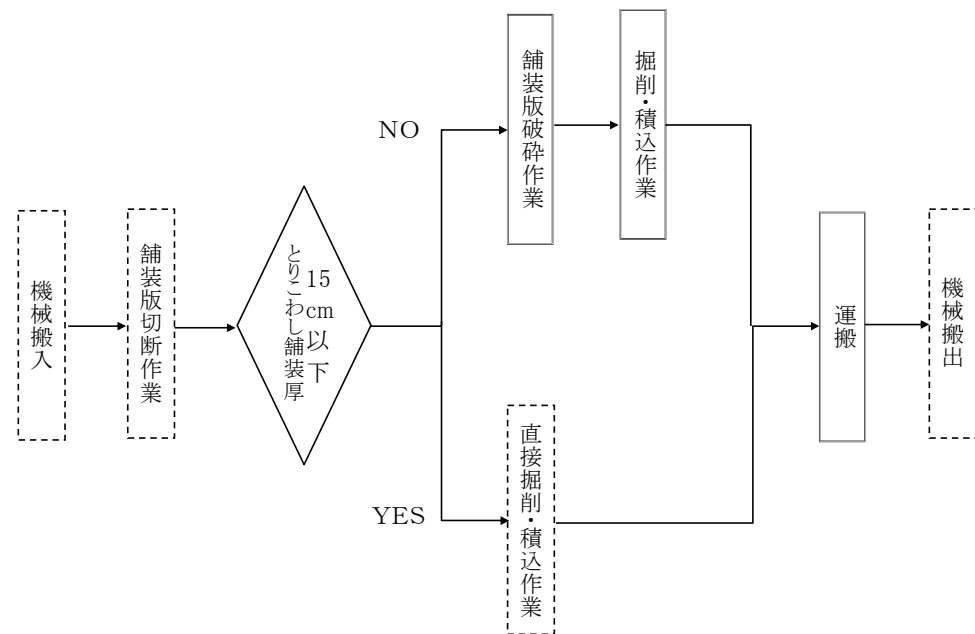 機械搬入
舗装版切断作業
とりこわし舗装厚
15cm以下
NO
舗装版破砕作業
掘削・積込作業
YES
直接掘削・積込作業
運搬
機械搬出